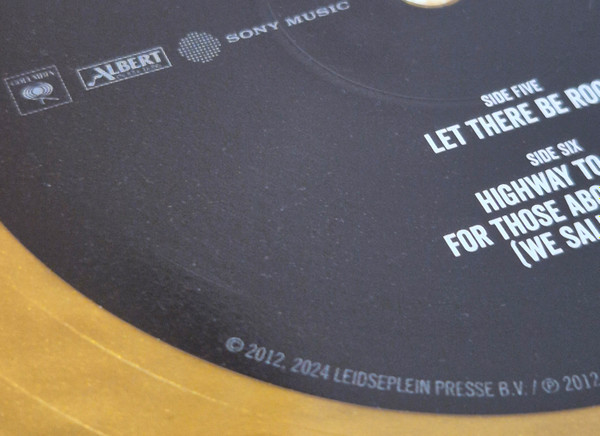 COLUMBIA
ALBERT
SONY MUSIC
SIDE FIVE
LET THERE BE ROC
SIDE SIX
HIGHWAY TO
FOR THOSE ABO
(WE SAL
© 2012, 2024 LEIDSEPLEIN PRESSE B.V. / ℗ 2012